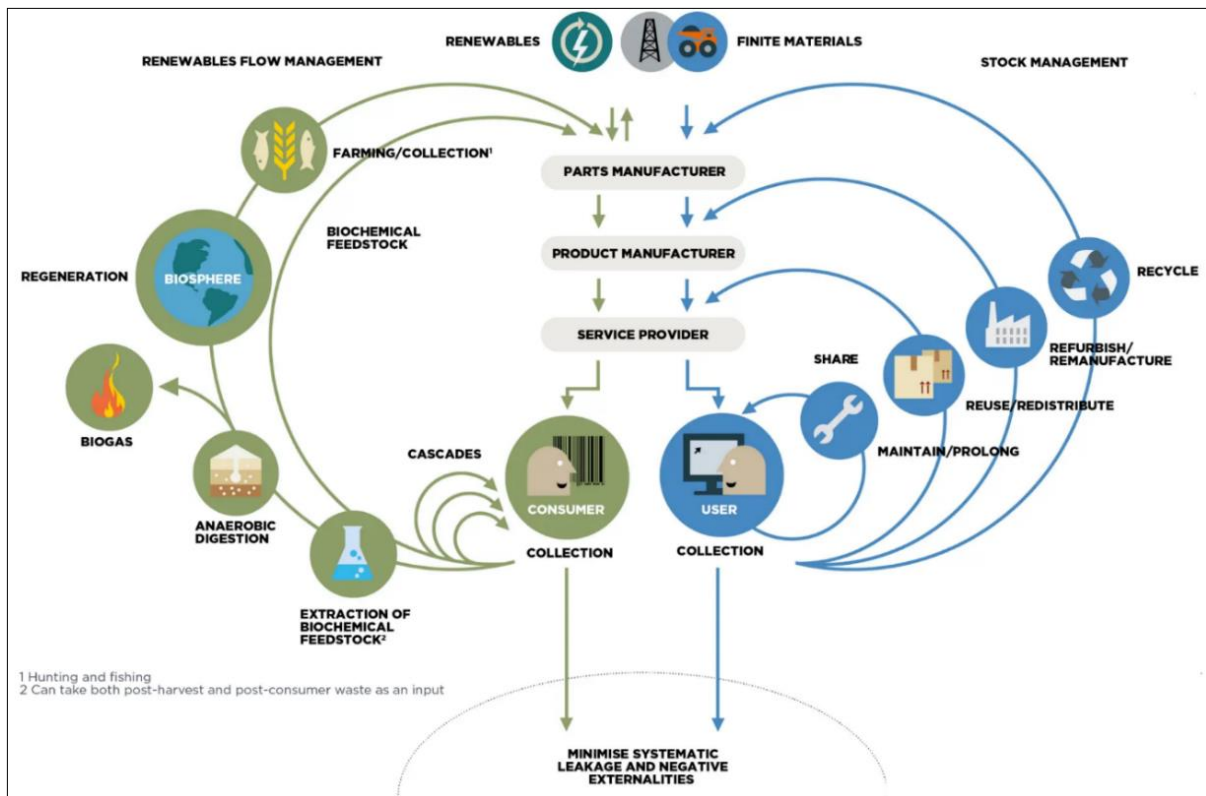 RENEWABLES
FINITE MATERIALS
RENEWABLES FLOW MANAGEMENT
STOCK MANAGEMENT
FARMING/COLLECTION¹
PARTS MANUFACTURER
BIOCHEMICAL
FEEDSTOCK
PRODUCT MANUFACTURER
REGENERATION
BIOSPHERE
RECYCLE
SERVICE PROVIDER
SHARE
REFURBISH/
REMANUFACTURE
REUSE/REDISTRIBUTE
BIOGAS
MAINTAIN/PROLONG
CASCADES
CONSUMER
USER
ANAEROBIC
DIGESTION
COLLECTION
COLLECTION
EXTRACTION OF
BIOCHEMICAL
FEEDSTOCK²
1 Hunting and fishing
2 Can take both post-harvest and post-consumer waste as an input
MINIMISE SYSTEMATIC
LEAKAGE AND NEGATIVE
EXTERNALITIES